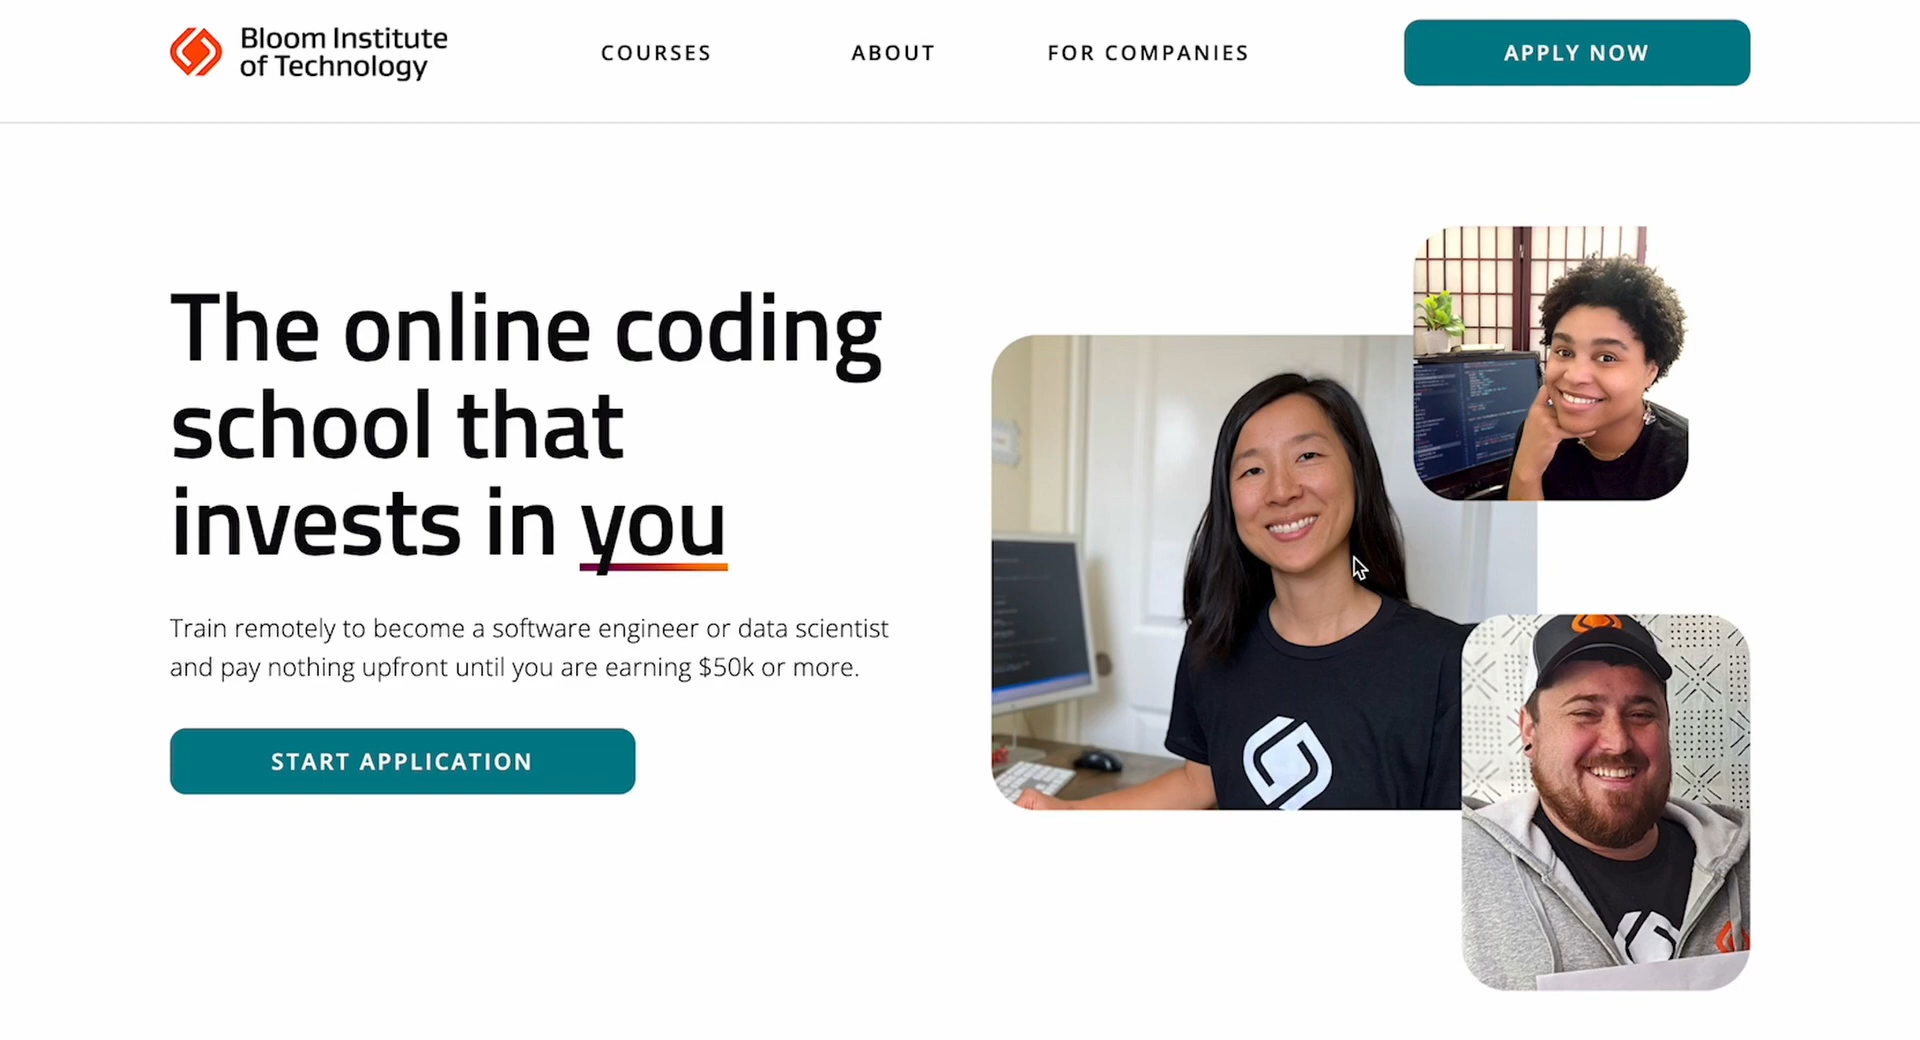 Bloom Institute
of Technology
COURSES
ABOUT
FOR COMPANIES
APPLY NOW
The online coding
school that
invests in you
Train remotely to become a software engineer or data scientist
and pay nothing upfront until you are earning $50k or more.
START APPLICATION